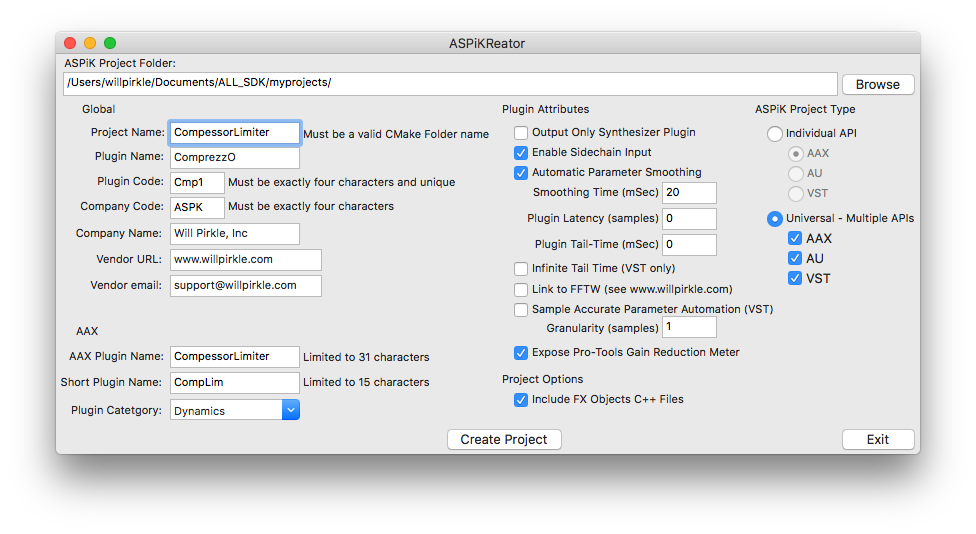 ASPiKReator
ASPiK Project Folder:
/Users/willpirkle/Documents/ALL_SDK/myprojects/
Browse
Global
Project Name: CompessorLimiter Must be a valid CMake Folder name
Plugin Name: ComprezzO
Plugin Code: Cmp1 Must be exactly four characters and unique
Company Code: ASPK Must be exactly four characters
Company Name: Will Pirkle, Inc
Vendor URL: www.willpirkle.com
Vendor email: support@willpirkle.com
AAX
AAX Plugin Name: CompessorLimiter Limited to 31 characters
Short Plugin Name: CompLim Limited to 15 characters
Plugin Catetgory: Dynamics
Plugin Attributes
Output Only Synthesizer Plugin
Enable Sidechain Input
Automatic Parameter Smoothing
Smoothing Time (mSec) 20
Plugin Latency (samples) 0
Plugin Tail-Time (mSec) 0
Infinite Tail Time (VST only)
Link to FFTW (see www.willpirkle.com)
Sample Accurate Parameter Automation (VST)
Granularity (samples) 1
Expose Pro-Tools Gain Reduction Meter
Project Options
Include FX Objects C++ Files
ASPiK Project Type
Individual API
AAX
AU
VST
Universal - Multiple APIs
AAX
AU
VST
Create Project
Exit